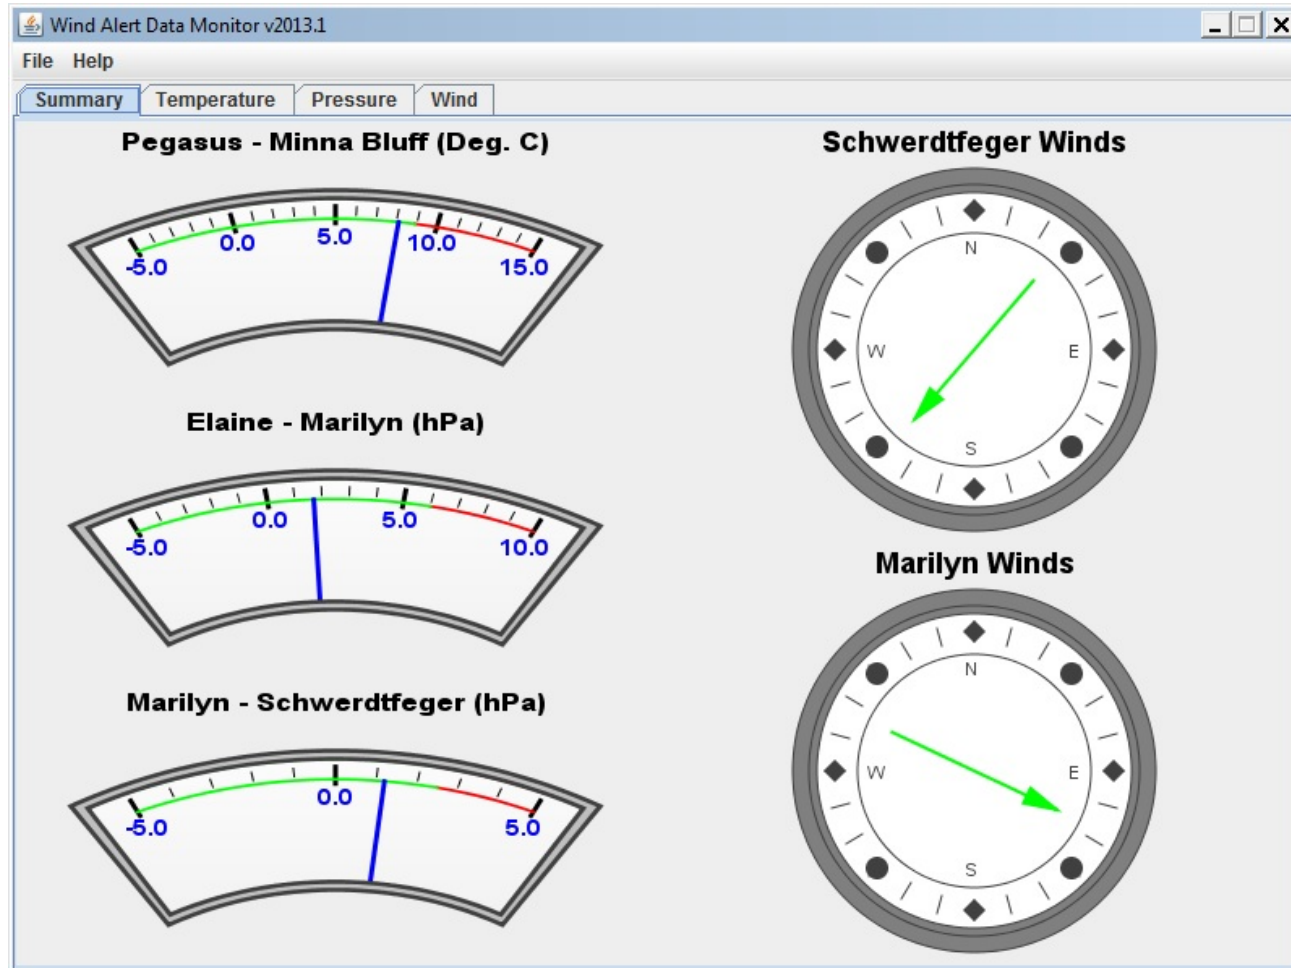 Wind Alert Data Monitor v2013.1
File Help
Summary Temperature Pressure Wind
Pegasus - Minna Bluff (Deg. C)
-5.0 0.0 5.0 10.0 15.0
Elaine - Marilyn (hPa)
-5.0 0.0 5.0 10.0
Marilyn - Schwerdtfeger (hPa)
-5.0 0.0 5.0
Schwerdtfeger Winds
N
W E
S
Marilyn Winds
N
W E
S